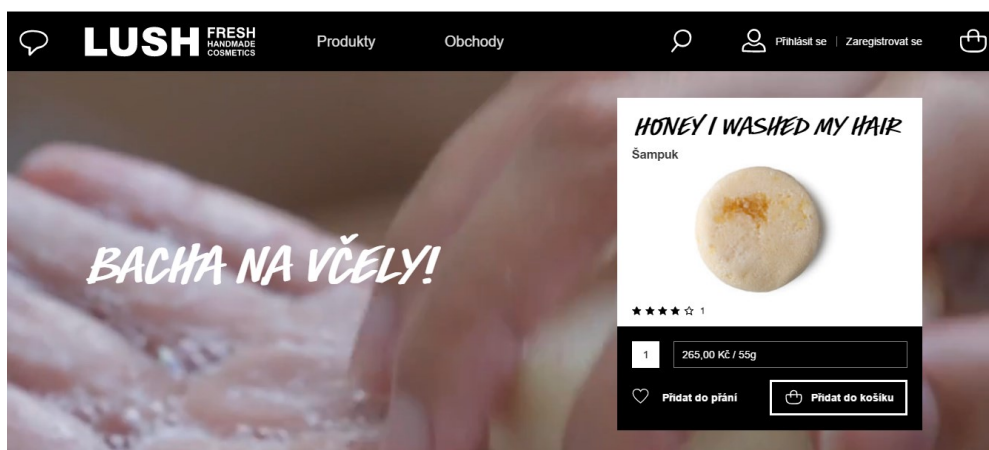 LUSH FRESH HANDMADE COSMETICS
Produkty
Obchody
Přihlásit se | Zaregistrovat se
BACHA NA VČELY!
HONEY I WASHED MY HAIR
Šampuk
1
1
265,00 Kč / 55g
Přidat do přání
Přidat do košíku